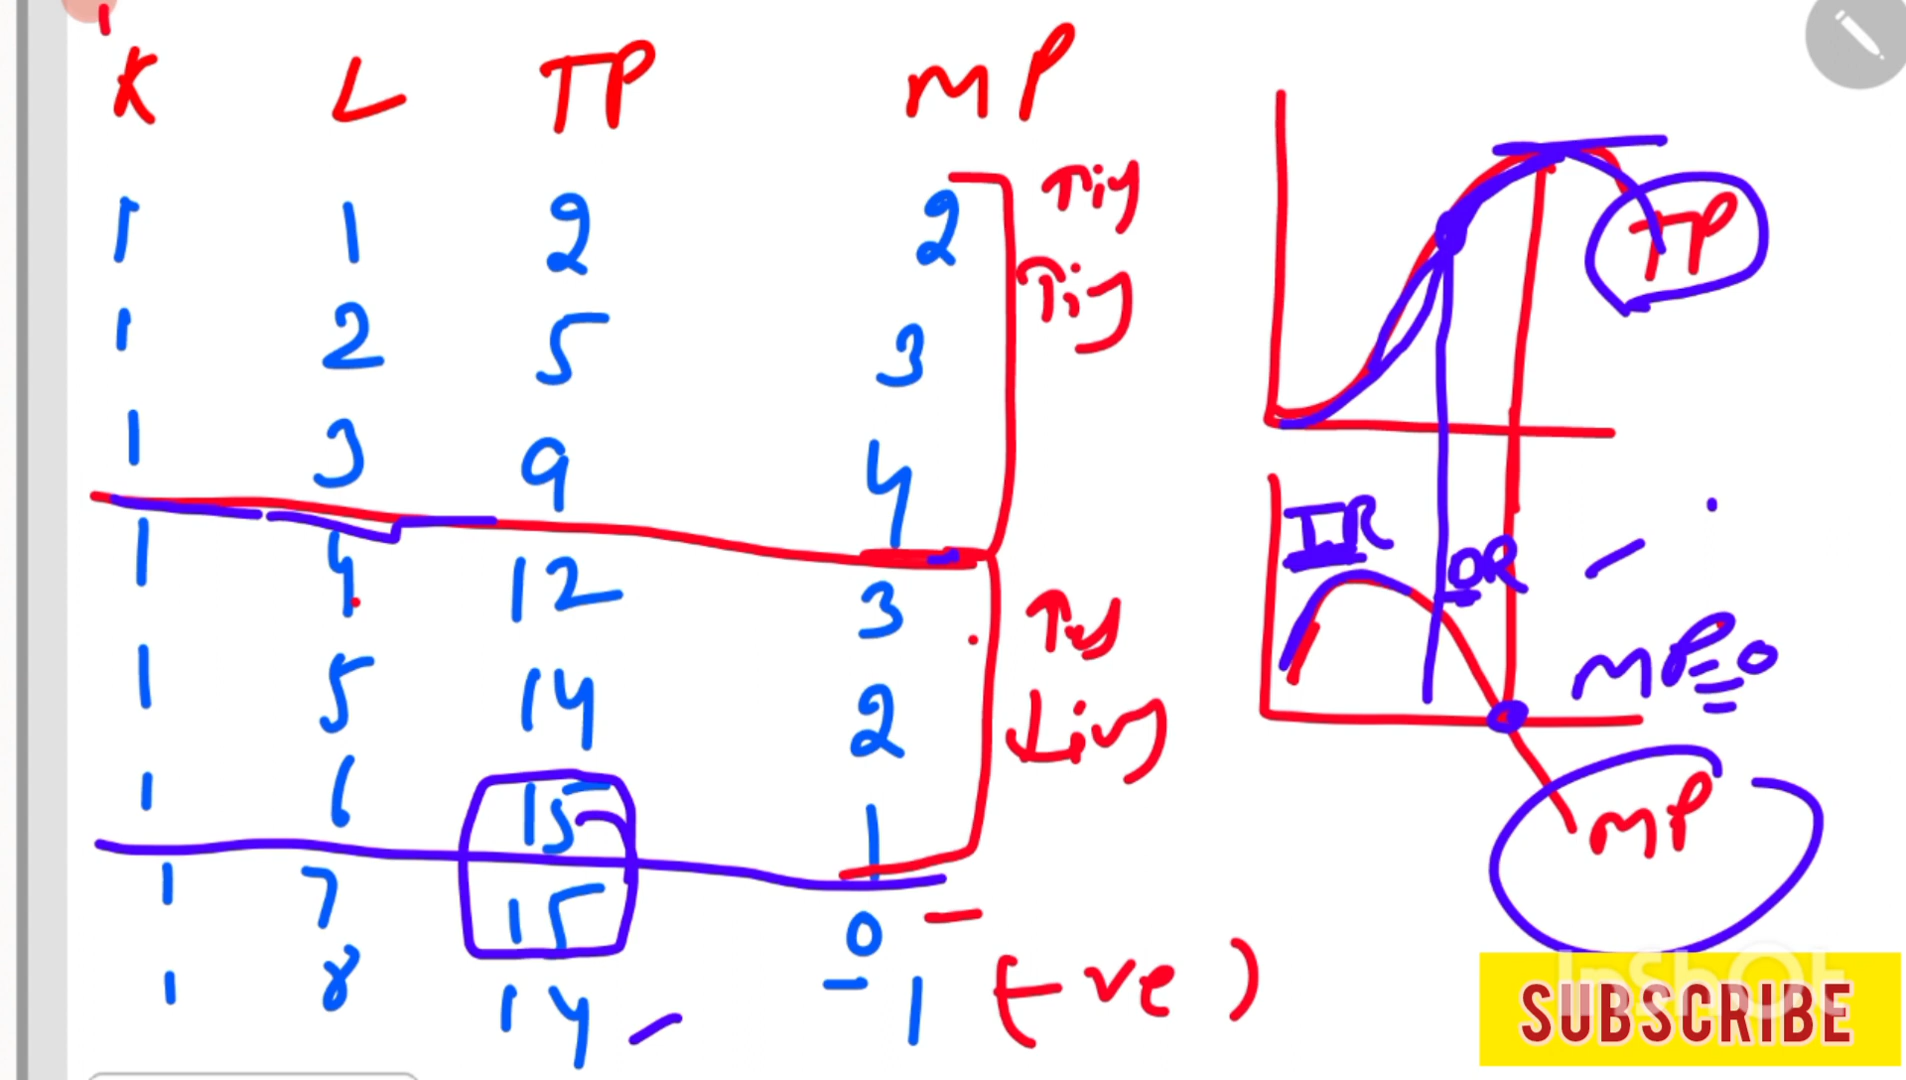 K L TP MP
1 1 2 2
1 2 5 3
1 3 9 4
1 4 12 3
1 5 14 2
1 6 15 1
1 7 15 0 –
1 8 14 – -1 (-ve)
TP
IR
DR
MP=0
MP
InShOt
SUBSCRIBE